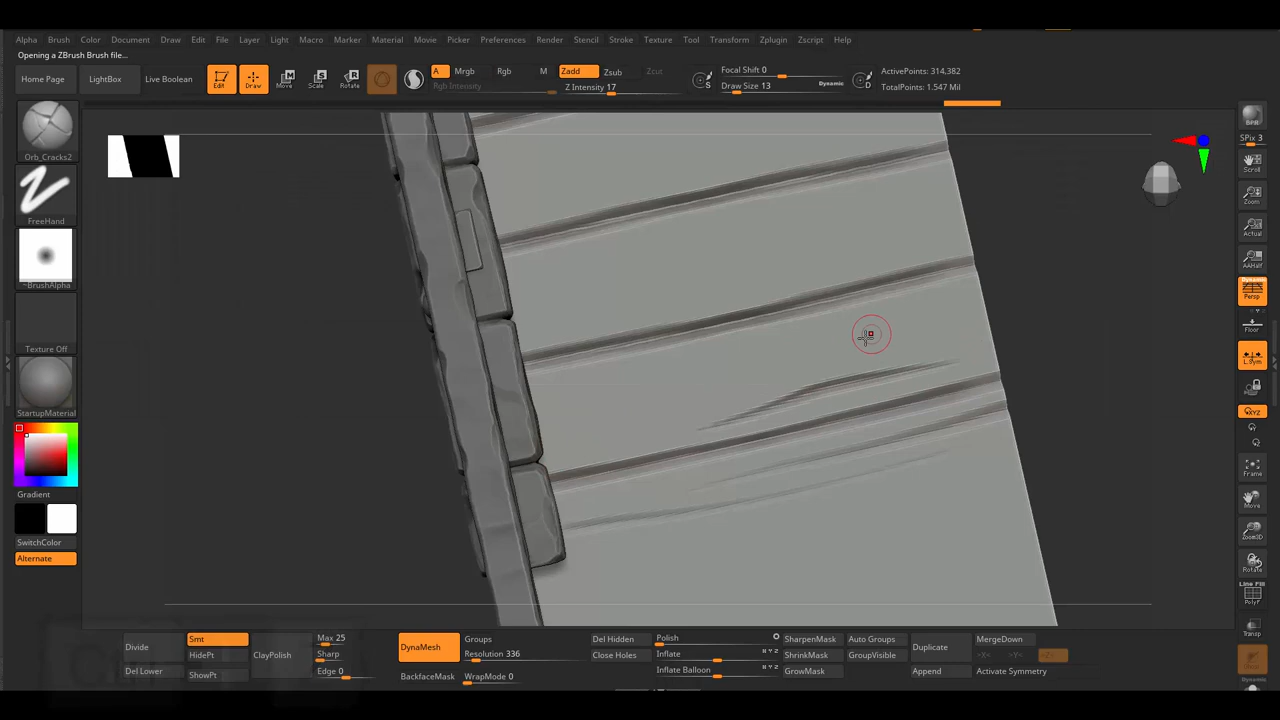 Alpha Brush Color Document Draw Edit File Layer Light Macro Marker Material Movie Picker Preferences Render Stencil Stroke Texture Tool Transform Zplugin Zscript Help
Opening a ZBrush Brush file...
Home Page LightBox Live Boolean Edit Draw Move Scale Rotate A Mrgb Rgb M Zadd Zsub Zcut Focal Shift 0 ActivePoints: 314,382
Rgb Intensity Z Intensity 17 S Draw Size 13 Dynamic D TotalPoints: 1.547 Mil
Orb_Cracks2
FreeHand
~BrushAlpha
Texture Off
StartupMaterial
Gradient
SwitchColor
Alternate
BPR
SPix 3
Scroll
Zoom
Actual
AAHalf
Dynamic
Persp
Floor
L.Sym
XYZ
Frame
Move
Zoom3D
Rotate
Line Fill
PolyF
Transp
Dynamic
Divide Smt Max 25 DynaMesh Groups Del Hidden Polish SharpenMask Auto Groups Duplicate MergeDown
HidePt ClayPolish Sharp Resolution 336 Close Holes Inflate ShrinkMask GroupVisible
Del Lower ShowPt Edge 0 BackfaceMask WrapMode 0 Inflate Balloon GrowMask Append Activate Symmetry